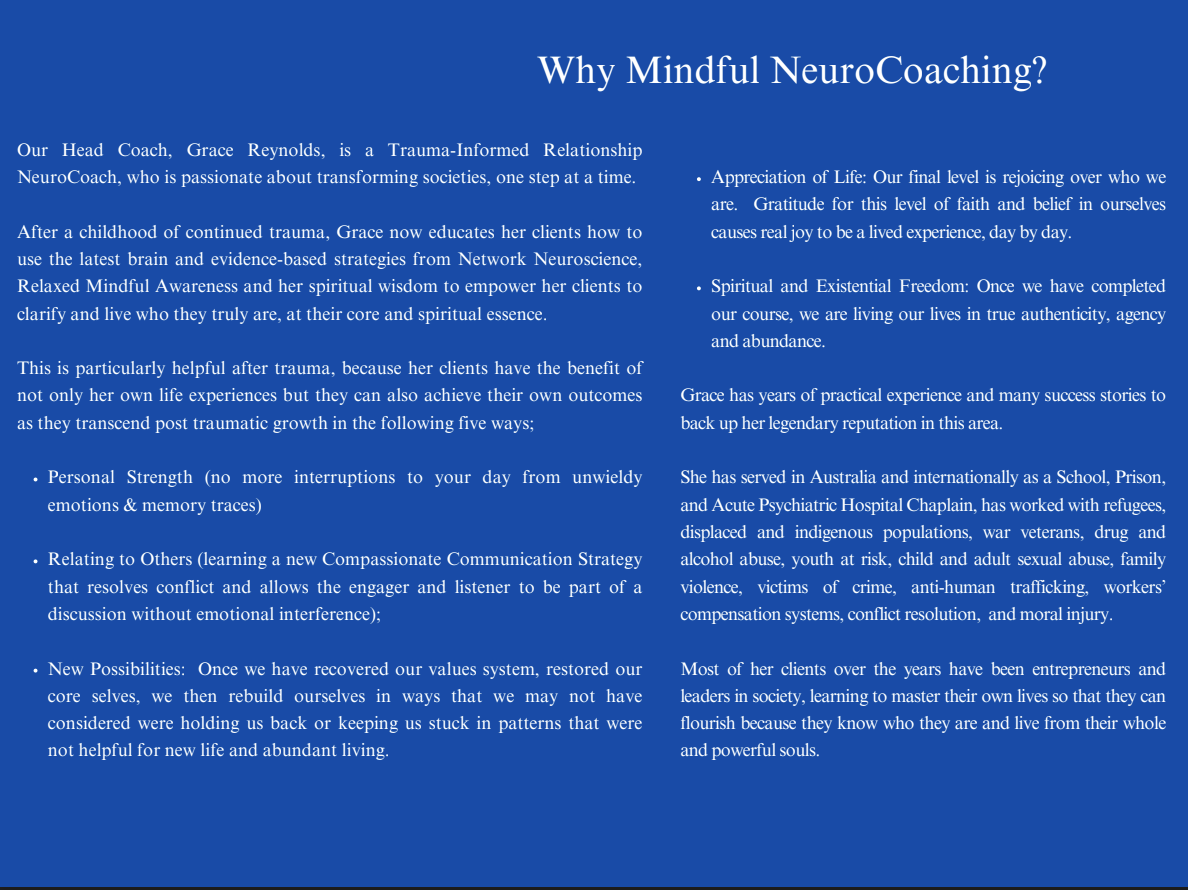 Why Mindful NeuroCoaching?
Our Head Coach, Grace Reynolds, is a Trauma-Informed Relationship
NeuroCoach, who is passionate about transforming societies, one step at a time.
After a childhood of continued trauma, Grace now educates her clients how to
use the latest brain and evidence-based strategies from Network Neuroscience,
Relaxed Mindful Awareness and her spiritual wisdom to empower her clients to
clarify and live who they truly are, at their core and spiritual essence.
This is particularly helpful after trauma, because her clients have the benefit of
not only her own life experiences but they can also achieve their own outcomes
as they transcend post traumatic growth in the following five ways;
• Personal Strength (no more interruptions to your day from unwieldy
emotions & memory traces)
• Relating to Others (learning a new Compassionate Communication Strategy
that resolves conflict and allows the engager and listener to be part of a
discussion without emotional interference);
• New Possibilities:  Once we have recovered our values system, restored our
core selves, we then rebuild ourselves in ways that we may not have
considered were holding us back or keeping us stuck in patterns that were
not helpful for new life and abundant living.
• Appreciation of Life: Our final level is rejoicing over who we
are.  Gratitude for this level of faith and belief in ourselves
causes real joy to be a lived experience, day by day.
• Spiritual and Existential Freedom: Once we have completed
our course, we are living our lives in true authenticity, agency
and abundance.
Grace has years of practical experience and many success stories to
back up her legendary reputation in this area.
She has served in Australia and internationally as a School, Prison,
and Acute Psychiatric Hospital Chaplain, has worked with refugees,
displaced and indigenous populations, war veterans, drug and
alcohol abuse, youth at risk, child and adult sexual abuse, family
violence, victims of crime, anti-human trafficking, workers’
compensation systems, conflict resolution,  and moral injury.
Most of her clients over the years have been entrepreneurs and
leaders in society, learning to master their own lives so that they can
flourish because they know who they are and live from their whole
and powerful souls.